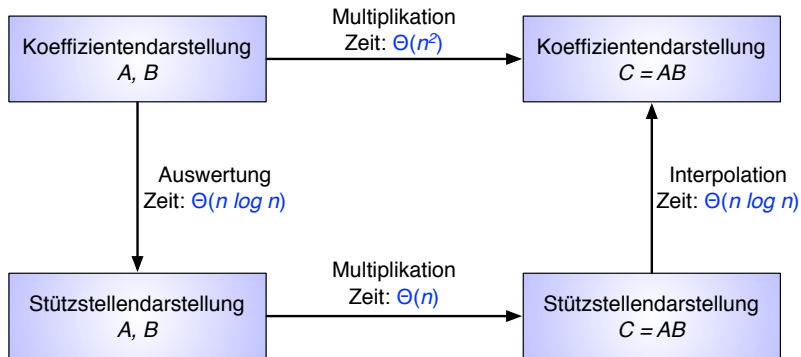 Koeffizientendarstellung
A, B
Multiplikation
Zeit: Θ(n²)
Koeffizientendarstellung
C = AB
Auswertung
Zeit: Θ(n log n)
Interpolation
Zeit: Θ(n log n)
Stützstellendarstellung
A, B
Multiplikation
Zeit: Θ(n)
Stützstellendarstellung
C = AB